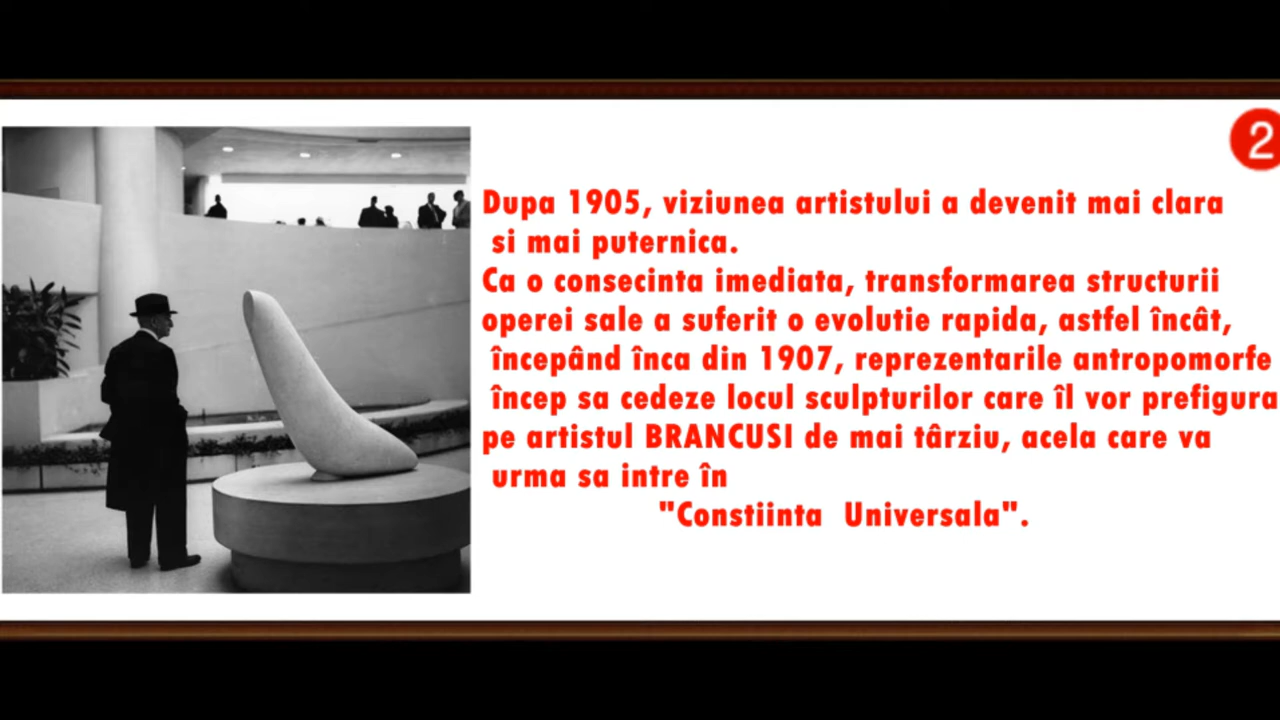 2
Dupa 1905, viziunea artistului a devenit mai clara
si mai puternica.
Ca o consecinta imediata, transformarea structurii
operei sale a suferit o evolutie rapida, astfel încât,
începând înca din 1907, reprezentarile antropomorfe
încep sa cedeze locul sculpturilor care îl vor prefigura
pe artistul BRANCUSI de mai târziu, acela care va
urma sa intre în
"Constiinta Universala".